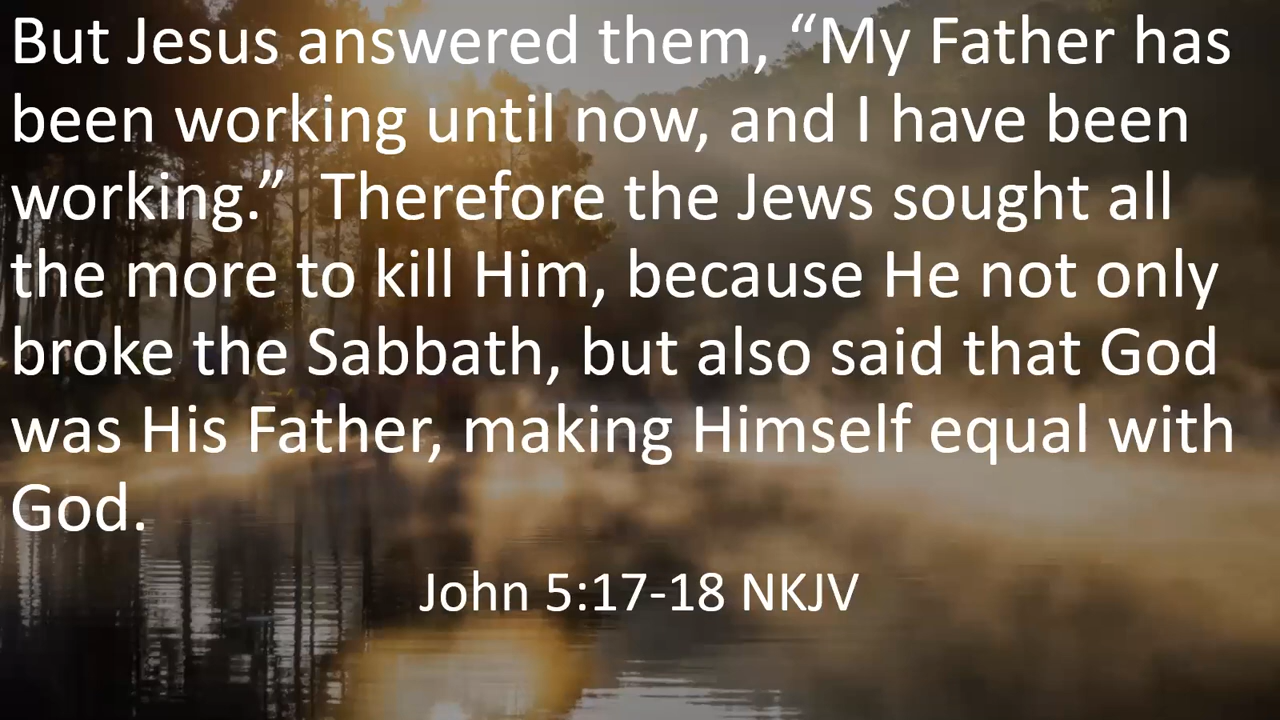 But Jesus answered them, “My Father has
been working until now, and I have been
working.”  Therefore the Jews sought all
the more to kill Him, because He not only
broke the Sabbath, but also said that God
was His Father, making Himself equal with
God.
John 5:17-18 NKJV